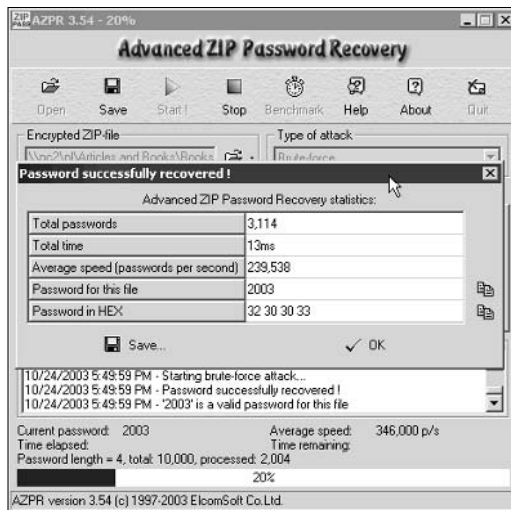 AZPR 3.54 - 20%
Advanced ZIP Password Recovery
Open Save Start! Stop Benchmark Help About Quit
Encrypted ZIP-file Type of attack
\\pc2\nl\Articles and Books\Books Brute-force
Password successfully recovered !
Advanced ZIP Password Recovery statistics:
Total passwords 3,114
Total time 13ms
Average speed (passwords per second) 239,538
Password for this file 2003
Password in HEX 32 30 30 33
Save... OK
10/24/2003 5:49:59 PM - Starting brute-force attack...
10/24/2003 5:49:59 PM - Password successfully recovered !
10/24/2003 5:49:59 PM - '2003' is a valid password for this file
Current password: 2003 Average speed: 346,000 p/s
Time elapsed: Time remaining:
Password length = 4, total: 10,000, processed: 2,004
20%
AZPR version 3.54 (c) 1997-2003 ElcomSoft Co.Ltd.